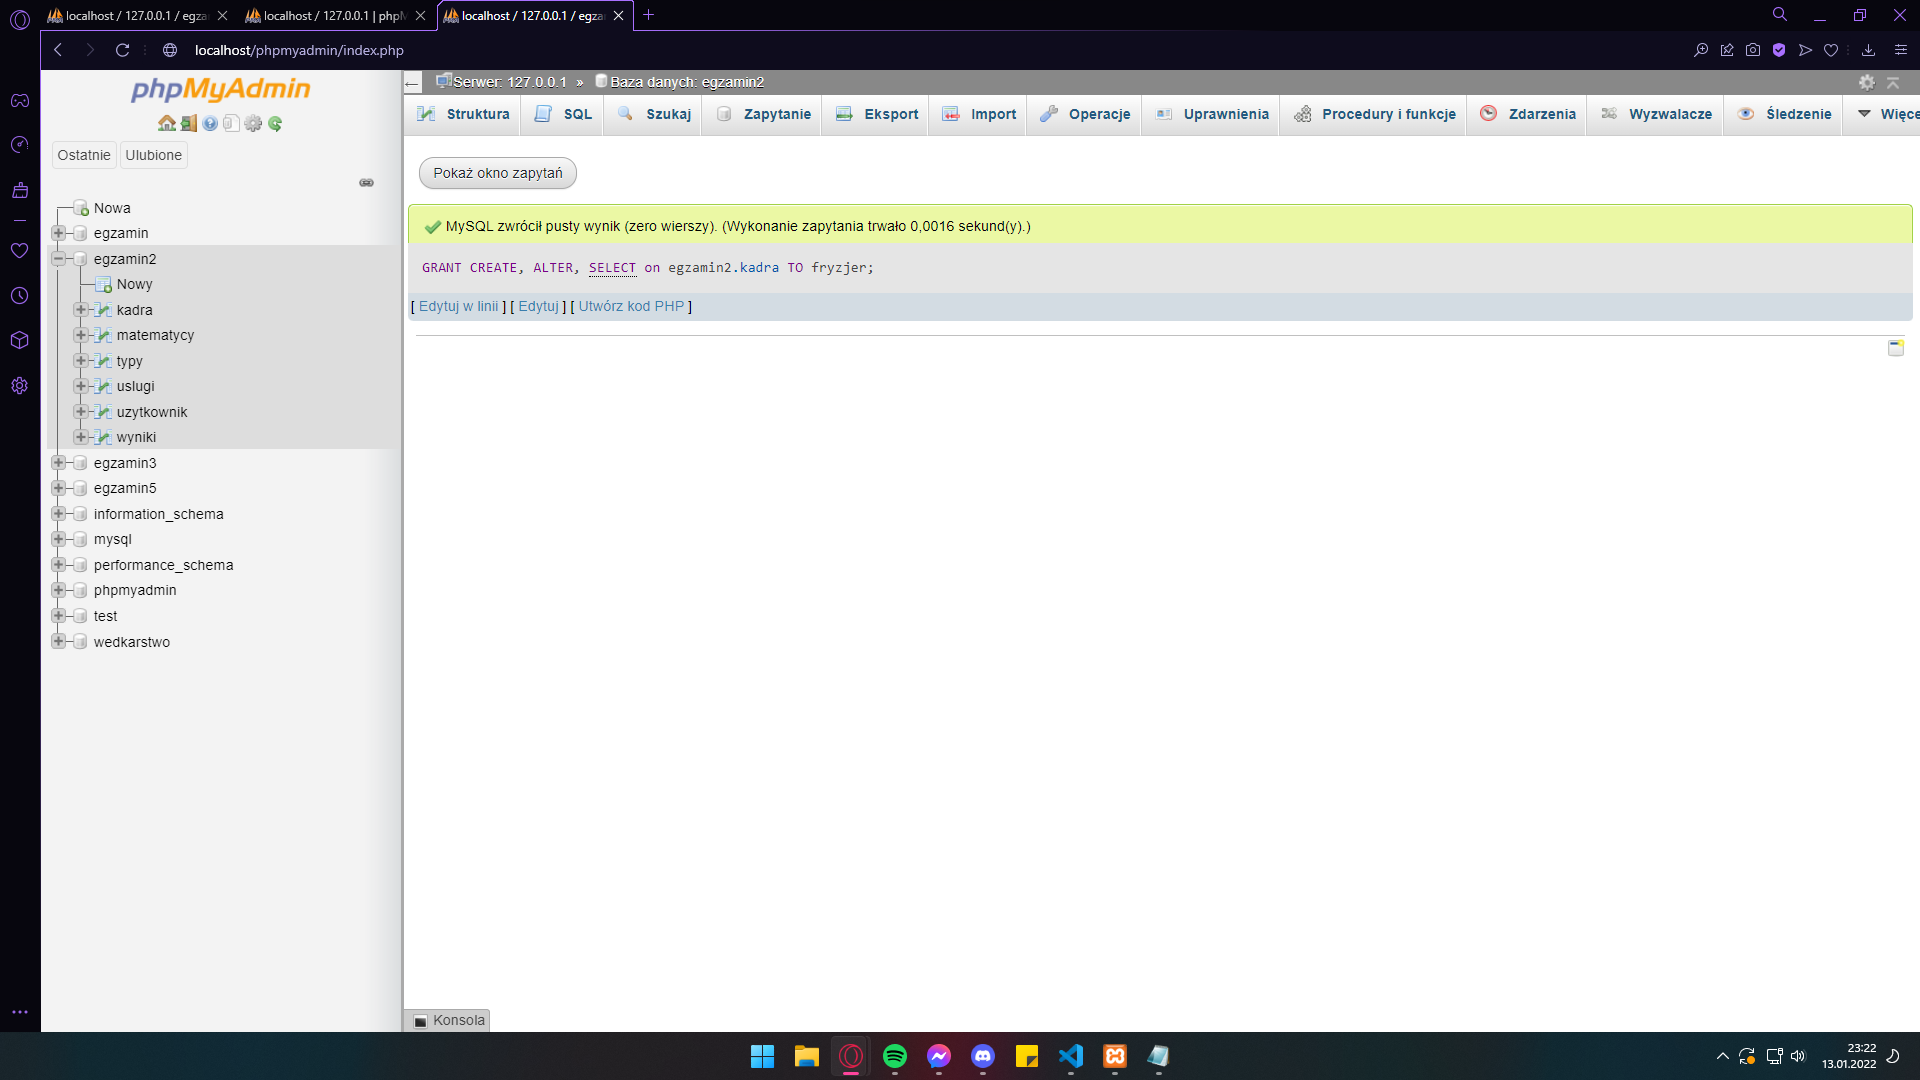 localhost / 127.0.0.1 / egza
localhost / 127.0.0.1 | phpM
localhost / 127.0.0.1 / egza
localhost/phpmyadmin/index.php
phpMyAdmin
Ostatnie
Ulubione
Nowa
egzamin
egzamin2
Nowy
kadra
matematycy
typy
uslugi
uzytkownik
wyniki
egzamin3
egzamin5
information_schema
mysql
performance_schema
phpmyadmin
test
wedkarstwo
Serwer: 127.0.0.1 » Baza danych: egzamin2
Struktura SQL Szukaj Zapytanie Eksport Import Operacje Uprawnienia Procedury i funkcje Zdarzenia Wyzwalacze Śledzenie Więce
Pokaż okno zapytań
MySQL zwrócił pusty wynik (zero wierszy). (Wykonanie zapytania trwało 0,0016 sekund(y).)
GRANT CREATE, ALTER, SELECT on egzamin2.kadra TO fryzjer;
[ Edytuj w linii ] [ Edytuj ] [ Utwórz kod PHP ]
Konsola
23:22
13.01.2022